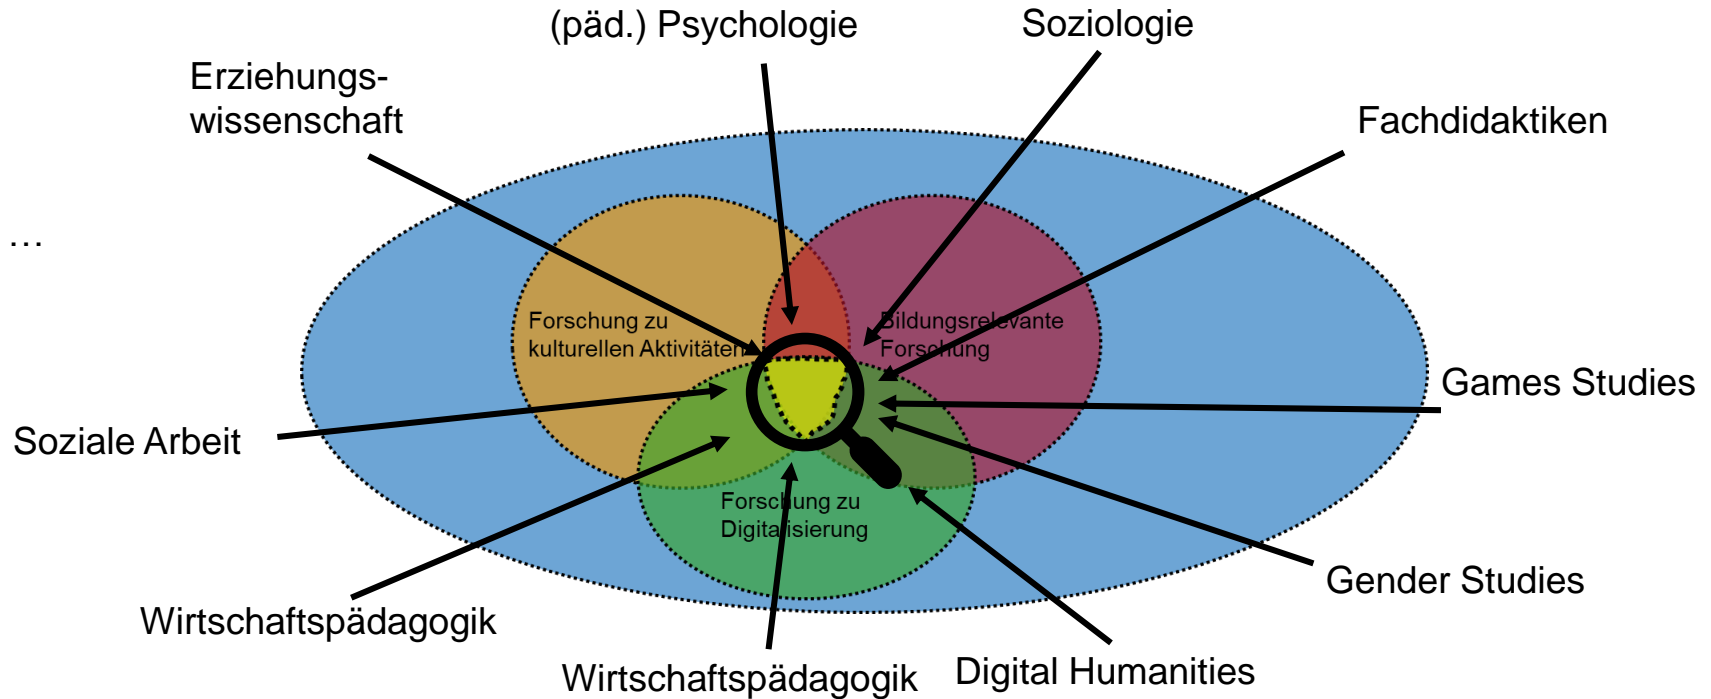 (päd.) Psychologie
Soziologie
Erziehungs-
wissenschaft
Fachdidaktiken
…
Forschung zu
kulturellen Aktivitäten
Bildungsrelevante
Forschung
Games Studies
Soziale Arbeit
Forschung zu
Digitalisierung
Gender Studies
Wirtschaftspädagogik
Wirtschaftspädagogik
Digital Humanities